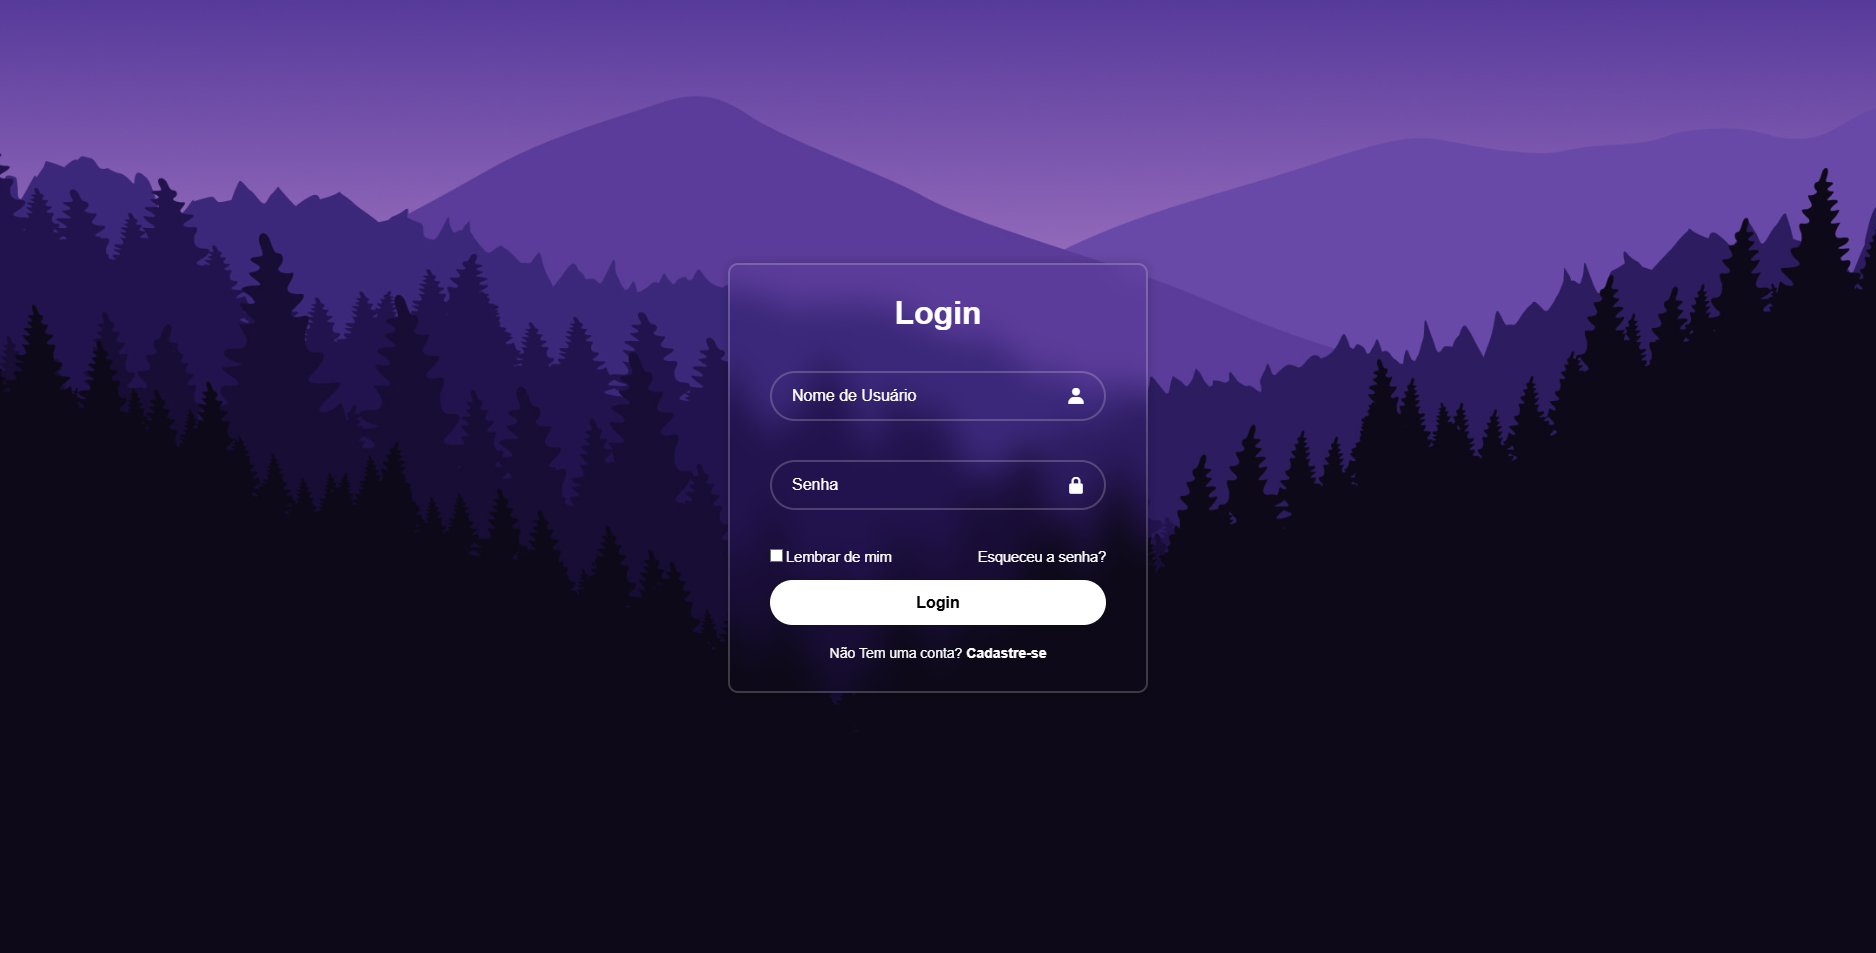 Login
Nome de Usuário
Senha
Lembrar de mim Esqueceu a senha?
Login
Não Tem uma conta? Cadastre-se